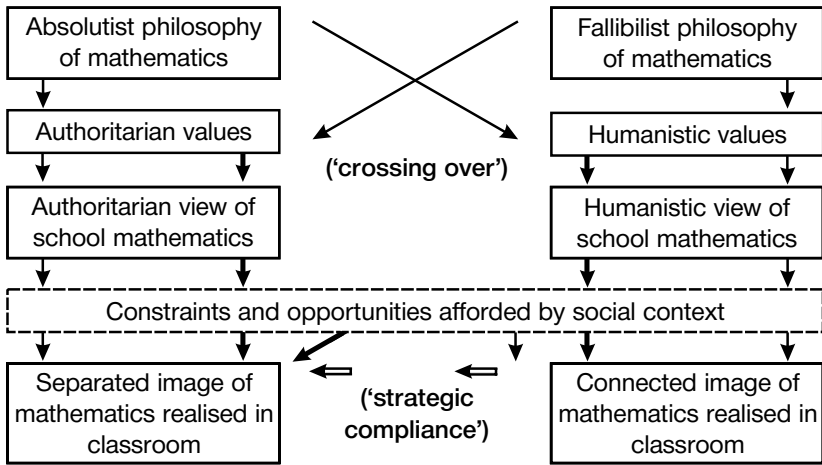 Absolutist philosophy
of mathematics
Fallibilist philosophy
of mathematics
Authoritarian values
Humanistic values
(‘crossing over’)
Authoritarian view of
school mathematics
Humanistic view of
school mathematics
Constraints and opportunities afforded by social context
Separated image of
mathematics realised in
classroom
(‘strategic
compliance’)
Connected image of
mathematics realised in
classroom